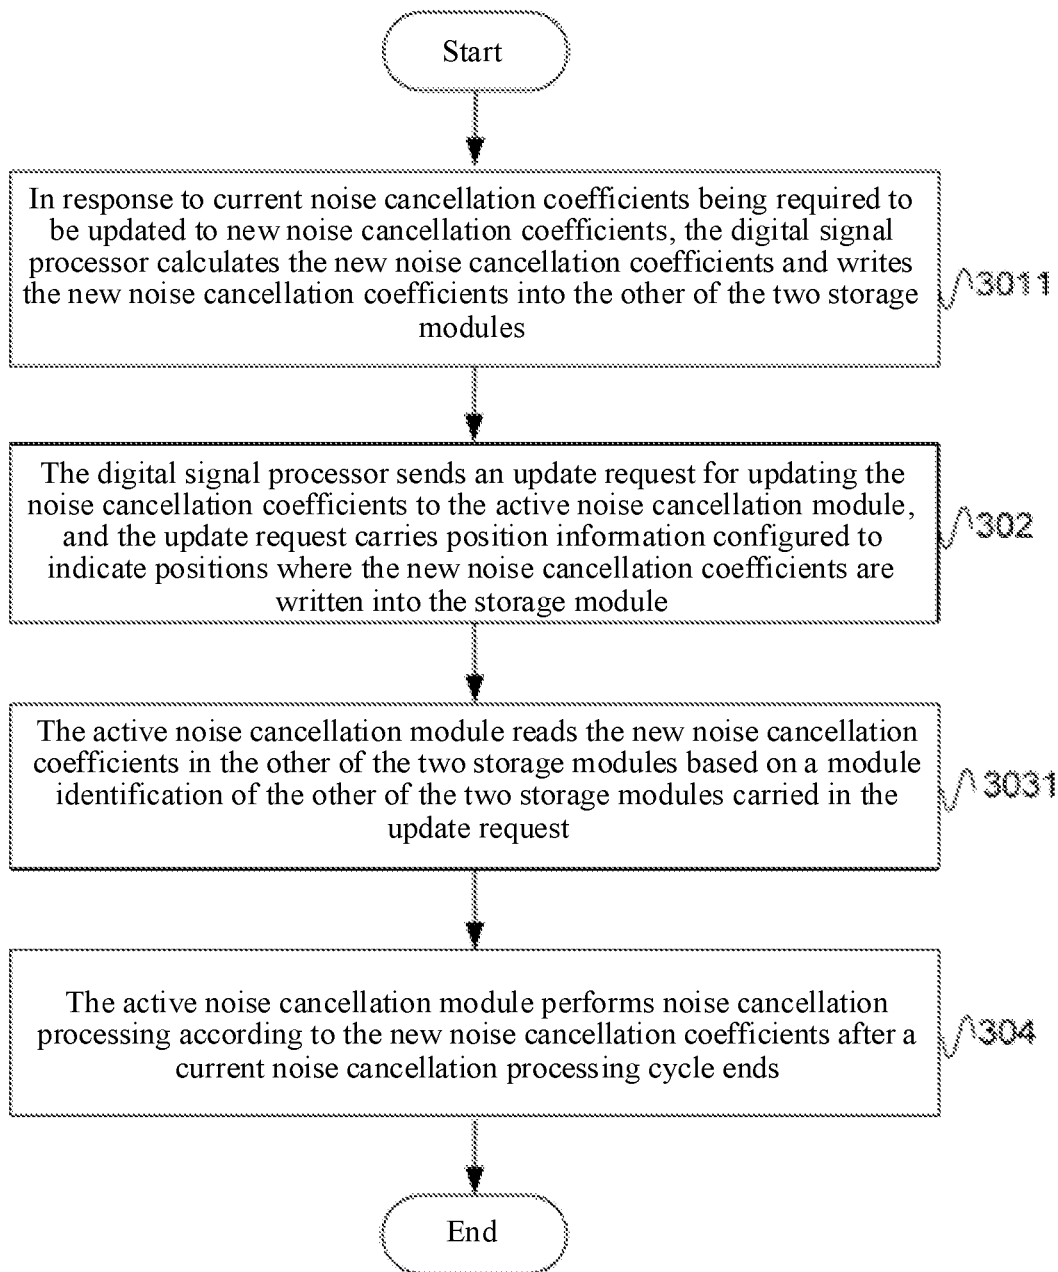 Start
In response to current noise cancellation coefficients being required to
be updated to new noise cancellation coefficients, the digital signal
processor calculates the new noise cancellation coefficients and writes
the new noise cancellation coefficients into the other of the two storage
modules
3011
The digital signal processor sends an update request for updating the
noise cancellation coefficients to the active noise cancellation module,
and the update request carries position information configured to
indicate positions where the new noise cancellation coefficients are
written into the storage module
302
The active noise cancellation module reads the new noise cancellation
coefficients in the other of the two storage modules based on a module
identification of the other of the two storage modules carried in the
update request
3031
The active noise cancellation module performs noise cancellation
processing according to the new noise cancellation coefficients after a
current noise cancellation processing cycle ends
304
End